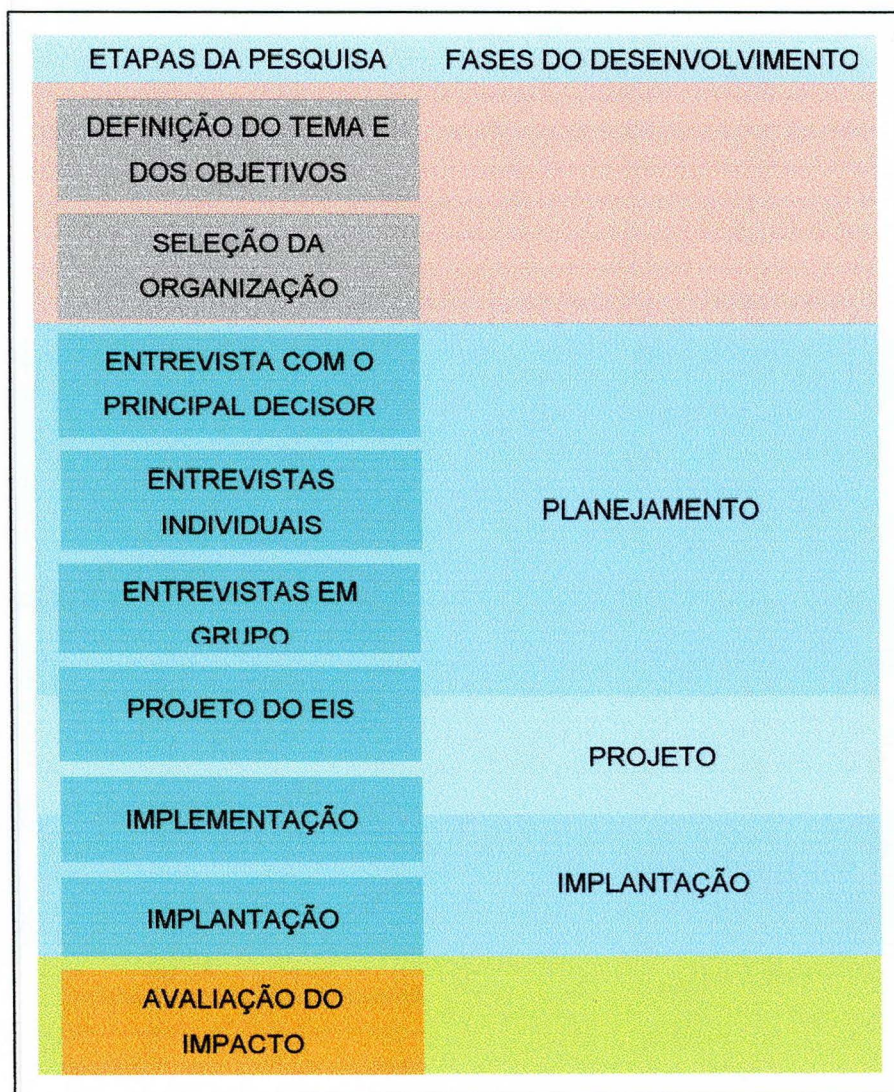 ETAPAS DA PESQUISA
FASES DO DESENVOLVIMENTO
DEFINIÇÃO DO TEMA E
DOS OBJETIVOS
SELEÇÃO DA
ORGANIZAÇÃO
ENTREVISTA COM O
PRINCIPAL DECISOR
ENTREVISTAS
INDIVIDUAIS
ENTREVISTAS EM
GRUPO
PLANEJAMENTO
PROJETO DO EIS
PROJETO
IMPLEMENTAÇÃO
IMPLANTAÇÃO
IMPLANTAÇÃO
AVALIAÇÃO DO
IMPACTO